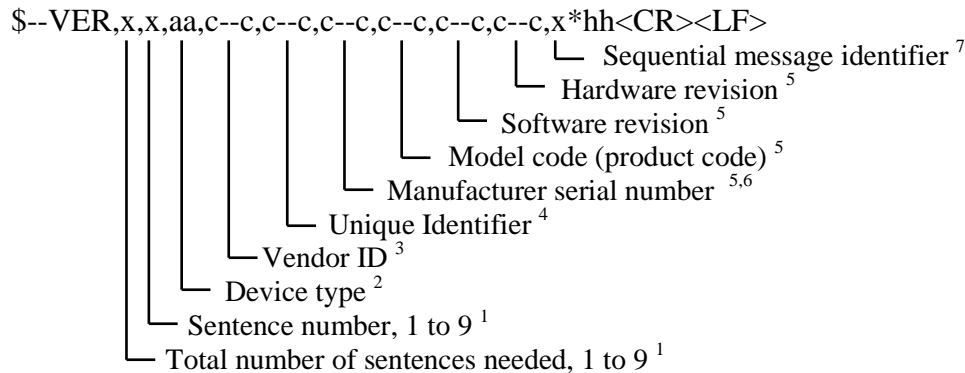 $--VER,x,x,aa,c--c,c--c,c--c,c--c,c--c,c--c,x*hh<CR><LF>
Sequential message identifier 7
Hardware revision 5
Software revision 5
Model code (product code) 5
Manufacturer serial number 5,6
Unique Identifier 4
Vendor ID 3
Device type 2
Sentence number, 1 to 9 1
Total number of sentences needed, 1 to 9 1